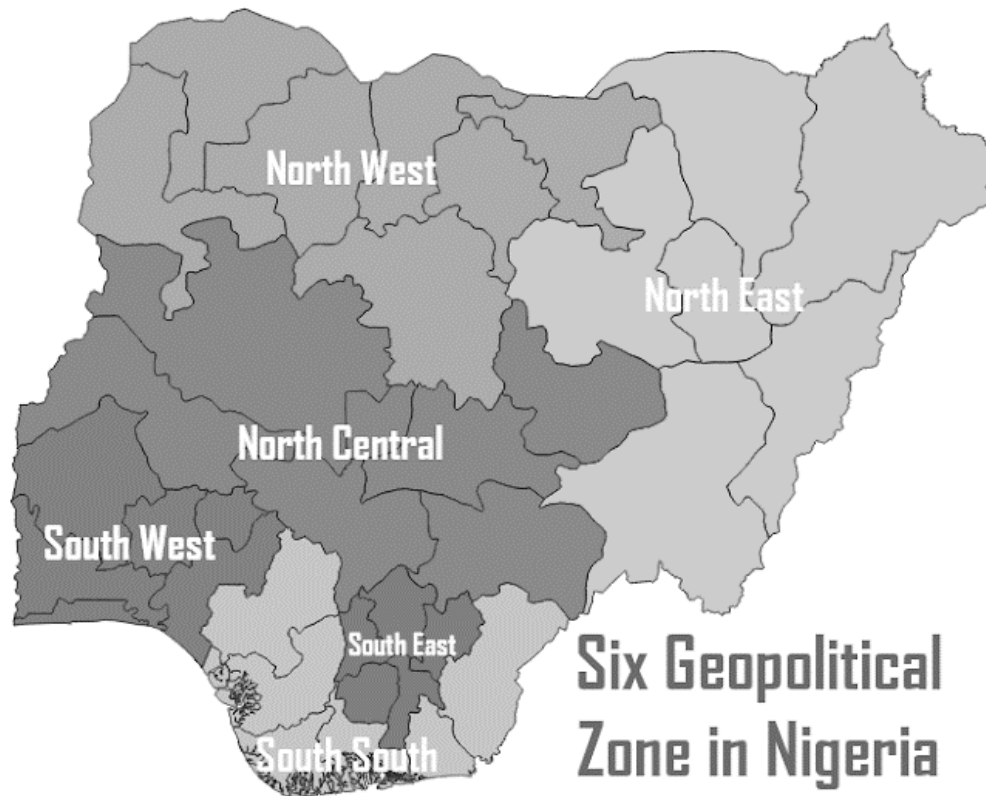 North West
North East
North Central
South West
South East
South South
Six Geopolitical
Zone in Nigeria